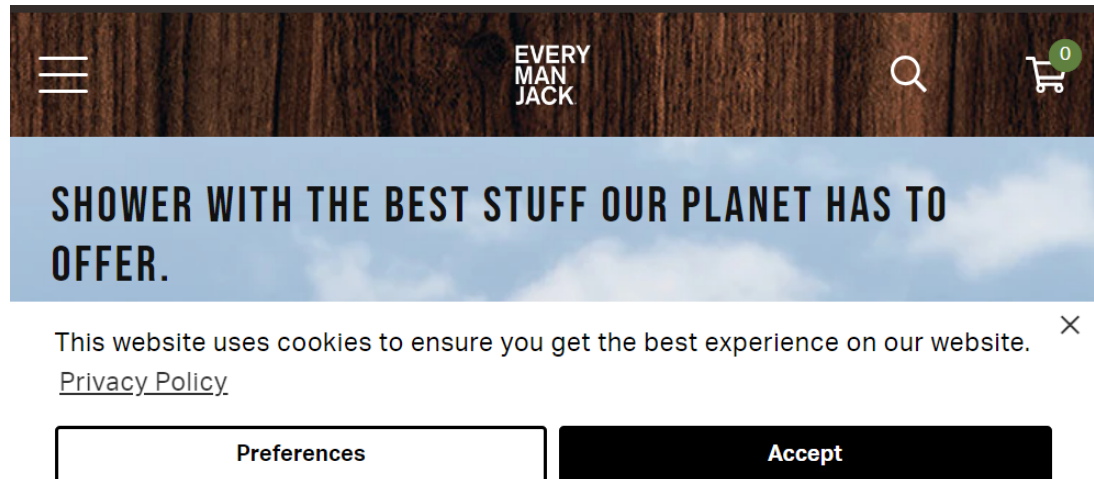 EVERY
MAN
JACK.
0
SHOWER WITH THE BEST STUFF OUR PLANET HAS TO
OFFER.
This website uses cookies to ensure you get the best experience on our website.
Privacy Policy
Preferences
Accept